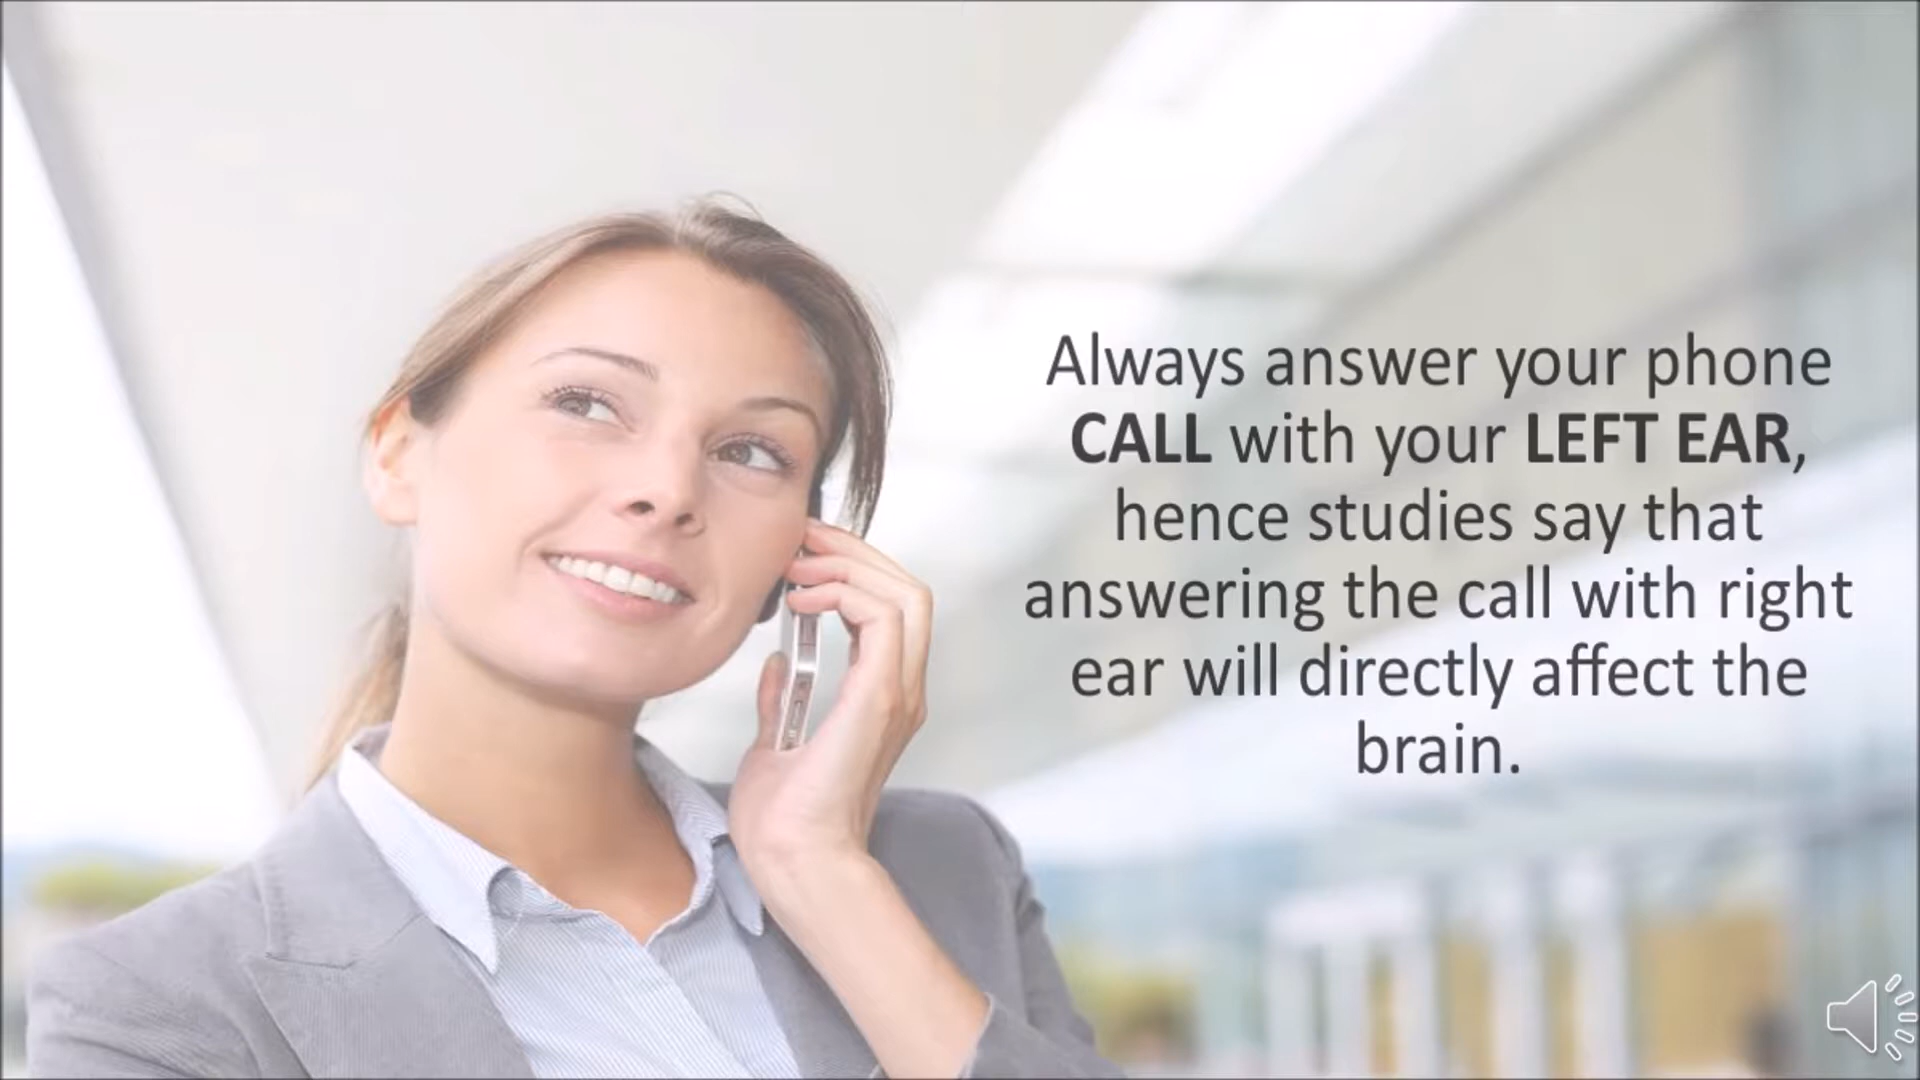 Always answer your phone
CALL with your LEFT EAR,
hence studies say that
answering the call with right
ear will directly affect the
brain.